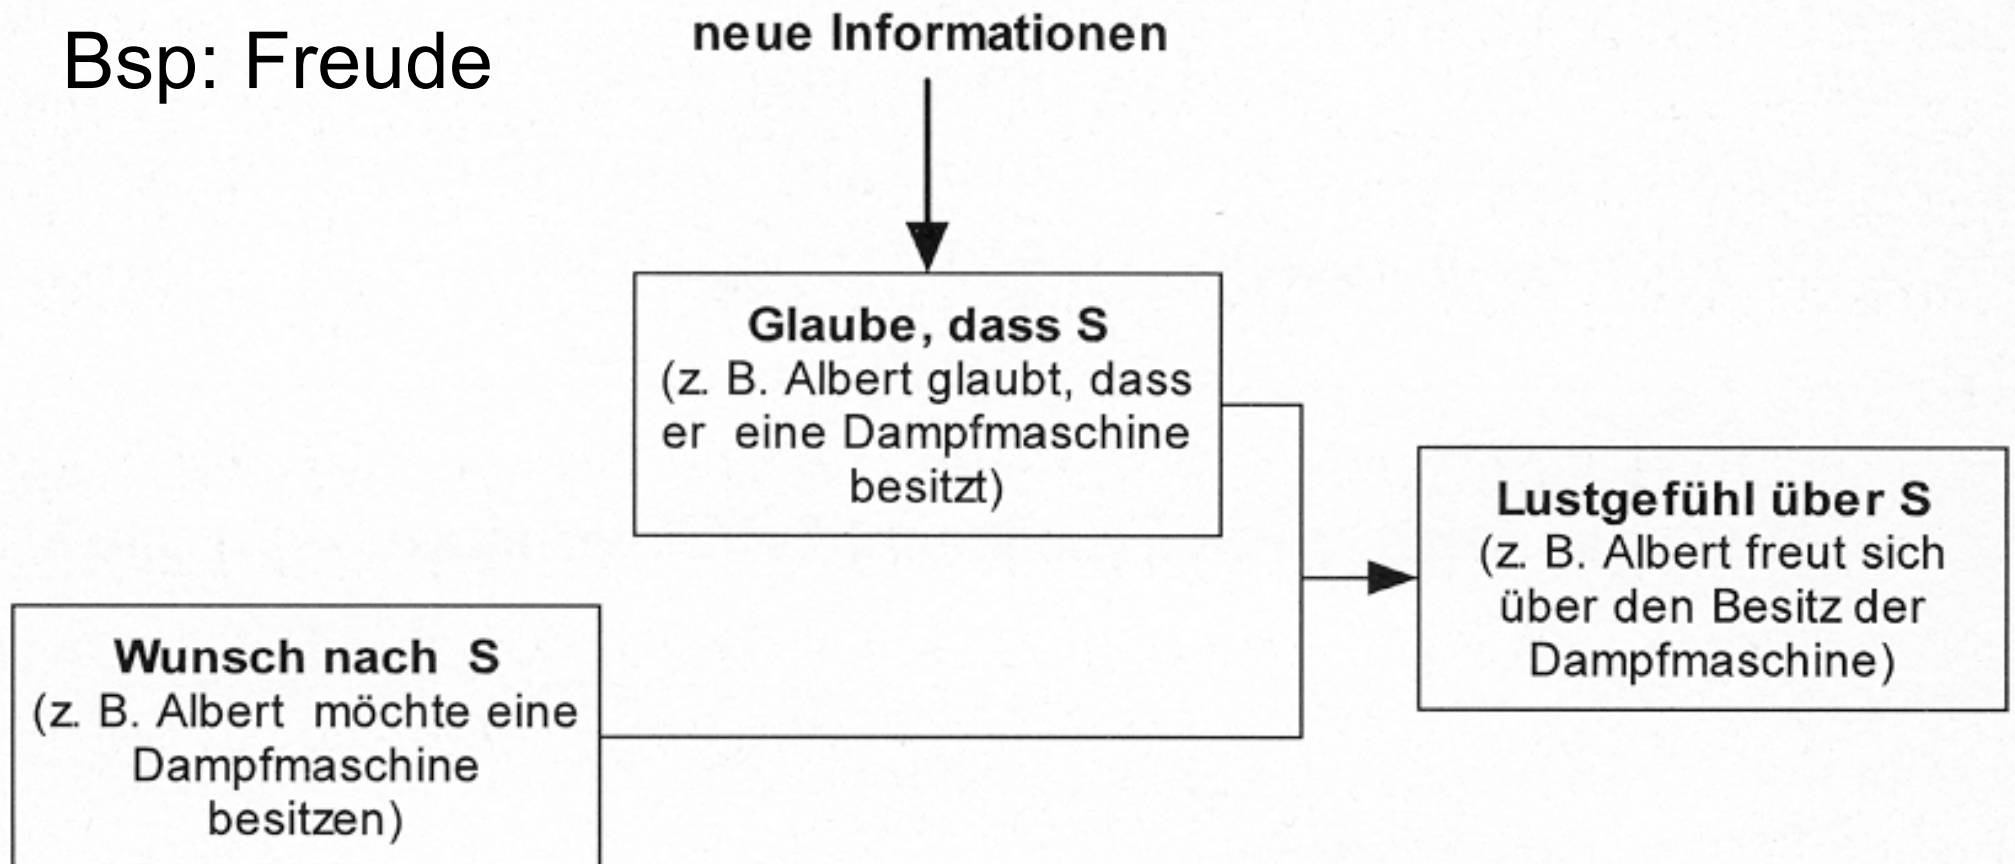 Bsp: Freude
neue Informationen
Glaube, dass S
(z. B. Albert glaubt, dass
er eine Dampfmaschine
besitzt)
Lustgefühl über S
(z. B. Albert freut sich
über den Besitz der
Dampfmaschine)
Wunsch nach S
(z. B. Albert möchte eine
Dampfmaschine
besitzen)